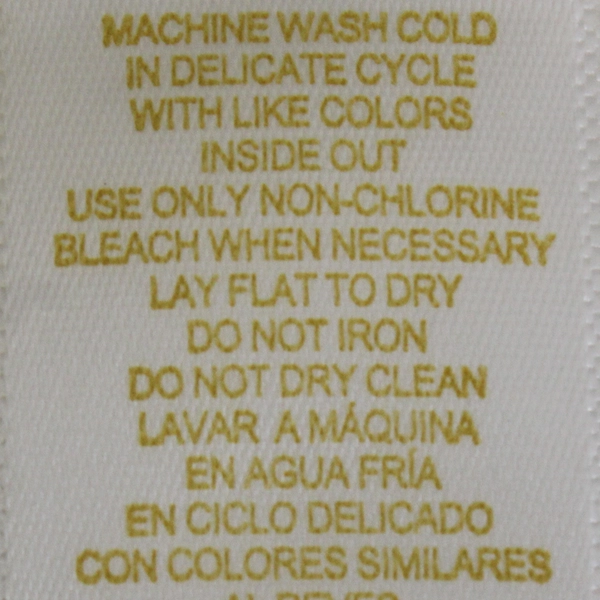 MACHINE WASH COLD
IN DELICATE CYCLE
WITH LIKE COLORS
INSIDE OUT
USE ONLY NON-CHLORINE
BLEACH WHEN NECESSARY
LAY FLAT TO DRY
DO NOT IRON
DO NOT DRY CLEAN
LAVAR A MÁQUINA
EN AGUA FRÍA
EN CICLO DELICADO
CON COLORES SIMILARES